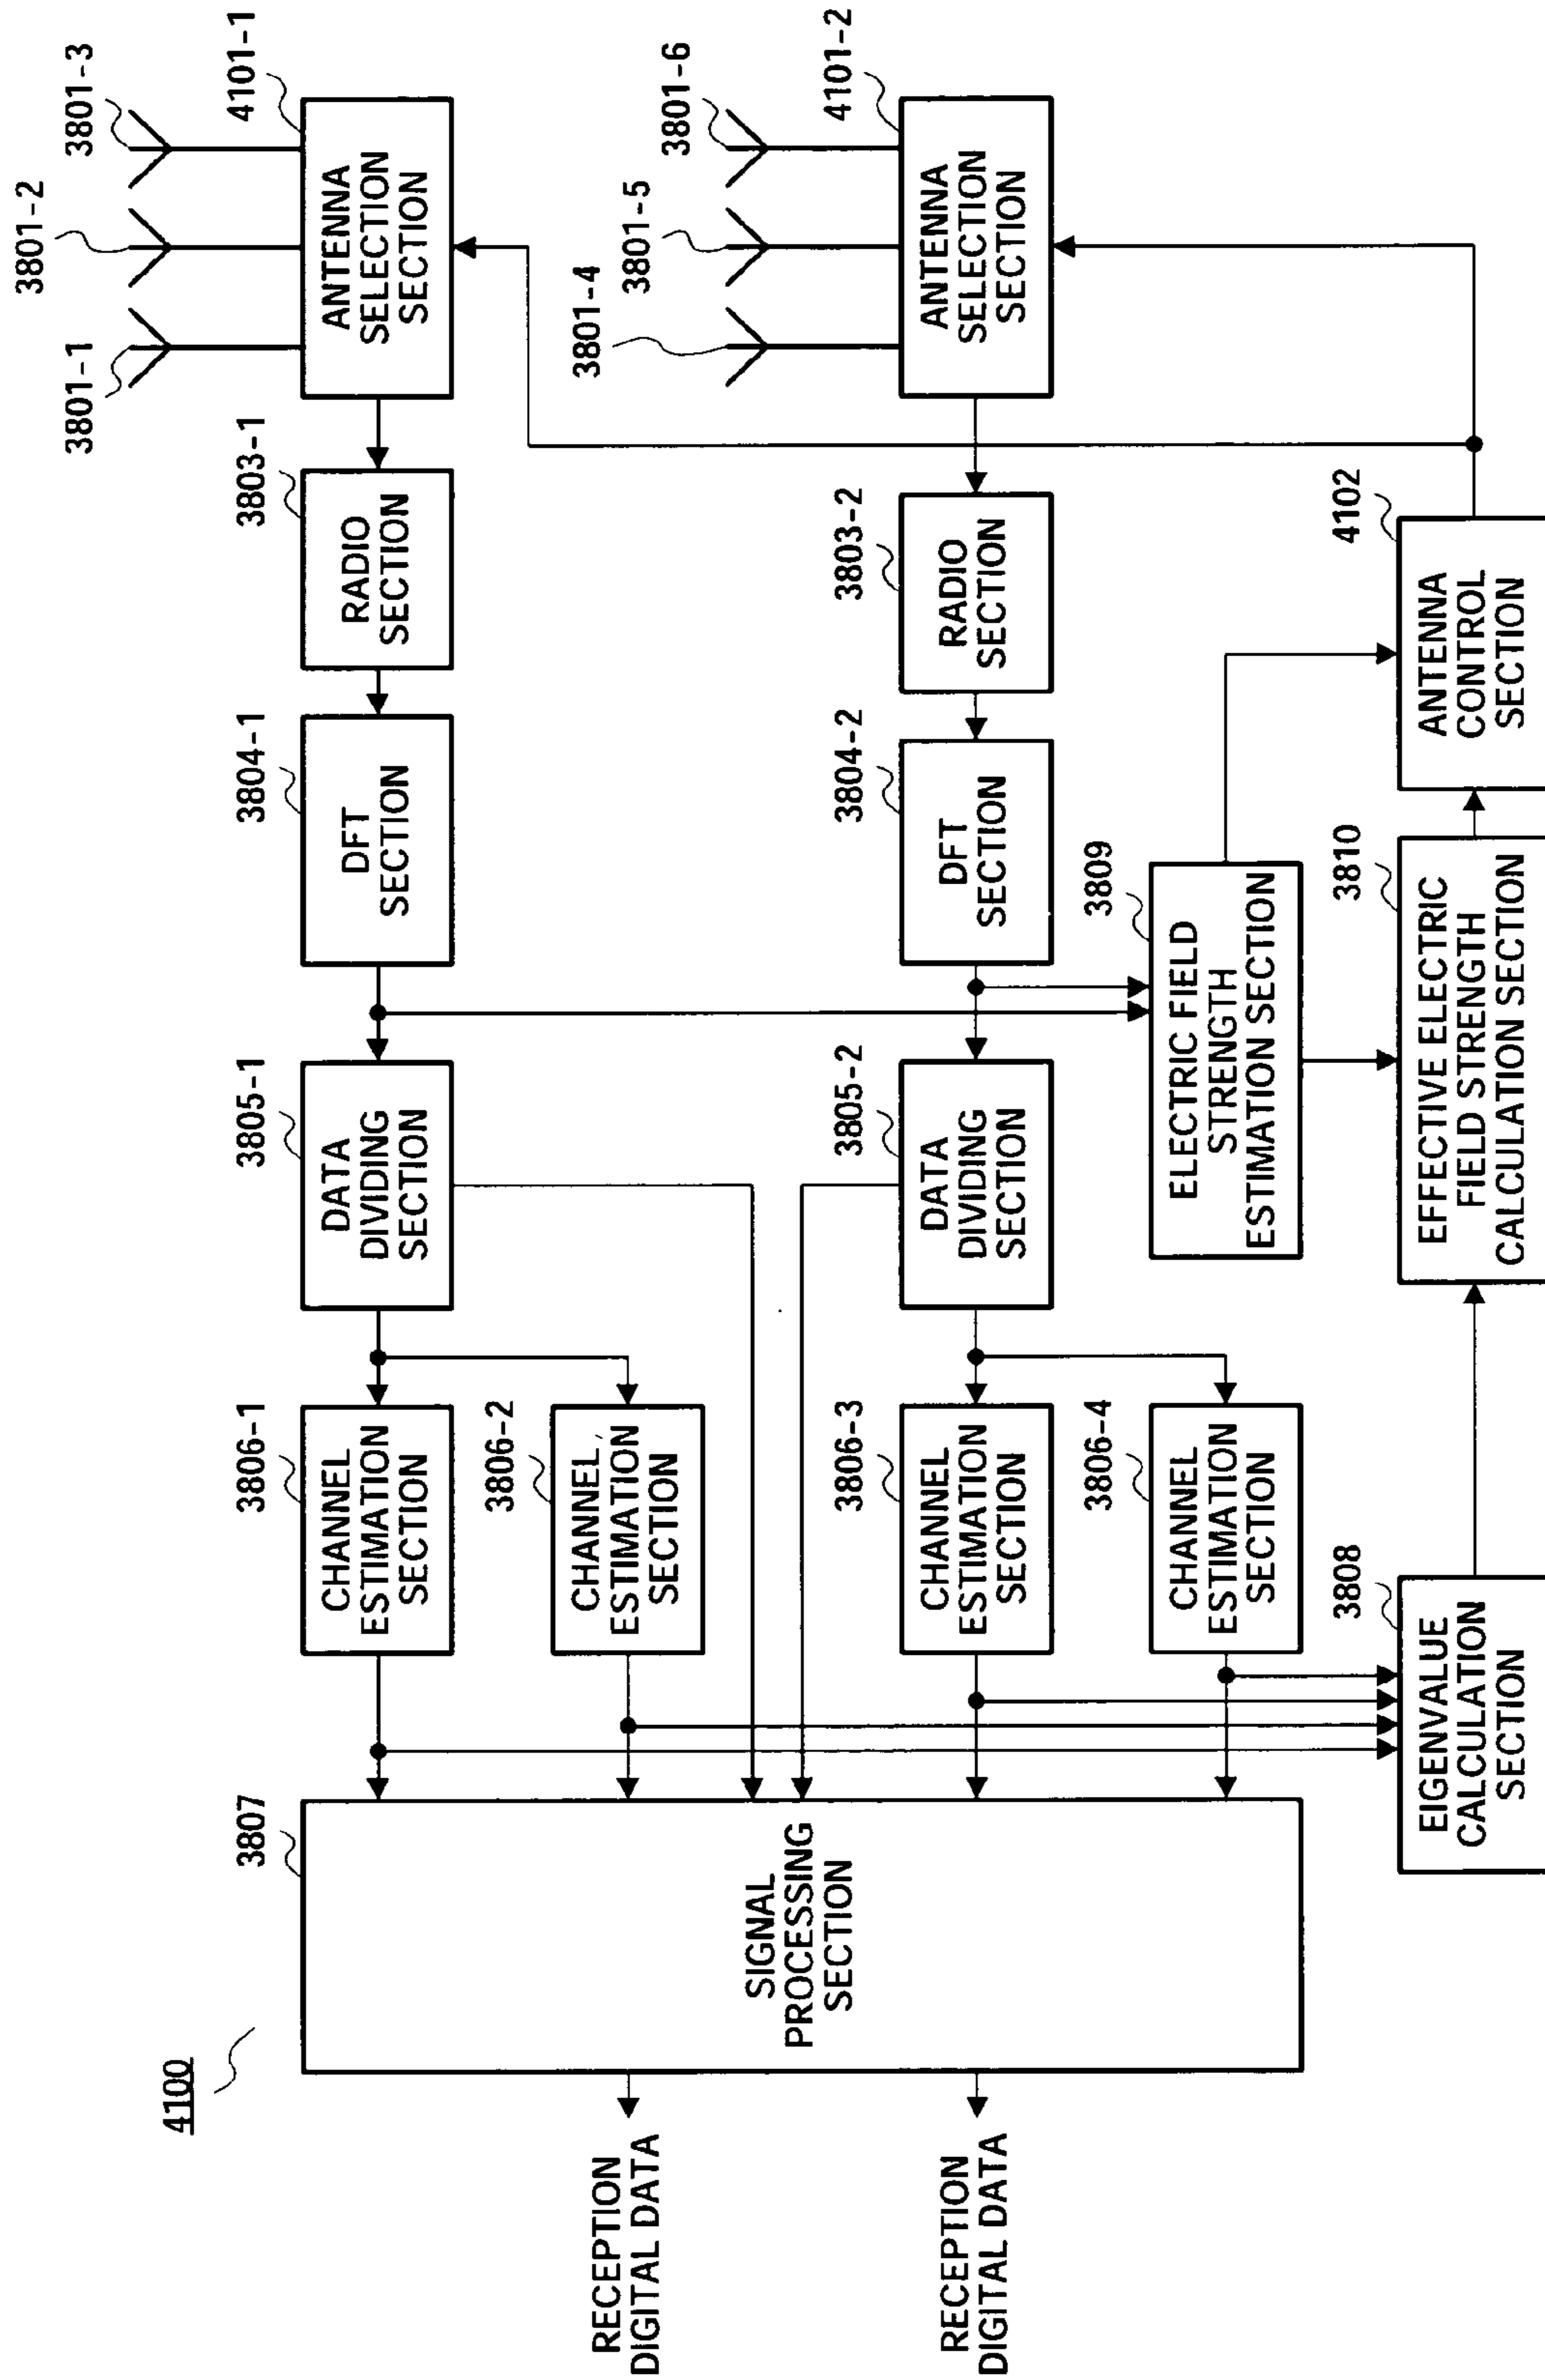 4100
3801-1
3801-2
3801-3
4101-1
ANTENNA
SELECTION
SECTION
3803-1
RADIO
SECTION
3804-1
DFT
SECTION
3805-1
DATA
DIVIDING
SECTION
3806-1
CHANNEL
ESTIMATION
SECTION
3806-2
CHANNEL
ESTIMATION
SECTION
3807
SIGNAL
PROCESSING
SECTION
RECEPTION
DIGITAL DATA
RECEPTION
DIGITAL DATA
3801-4
3801-5
3801-6
4101-2
ANTENNA
SELECTION
SECTION
3803-2
RADIO
SECTION
3804-2
DFT
SECTION
3805-2
DATA
DIVIDING
SECTION
3806-3
CHANNEL
ESTIMATION
SECTION
3806-4
CHANNEL
ESTIMATION
SECTION
3809
ELECTRIC FIELD
STRENGTH
ESTIMATION SECTION
3808
EIGENVALUE
CALCULATION
SECTION
3810
EFFECTIVE ELECTRIC
FIELD STRENGTH
CALCULATION SECTION
4102
ANTENNA
CONTROL
SECTION